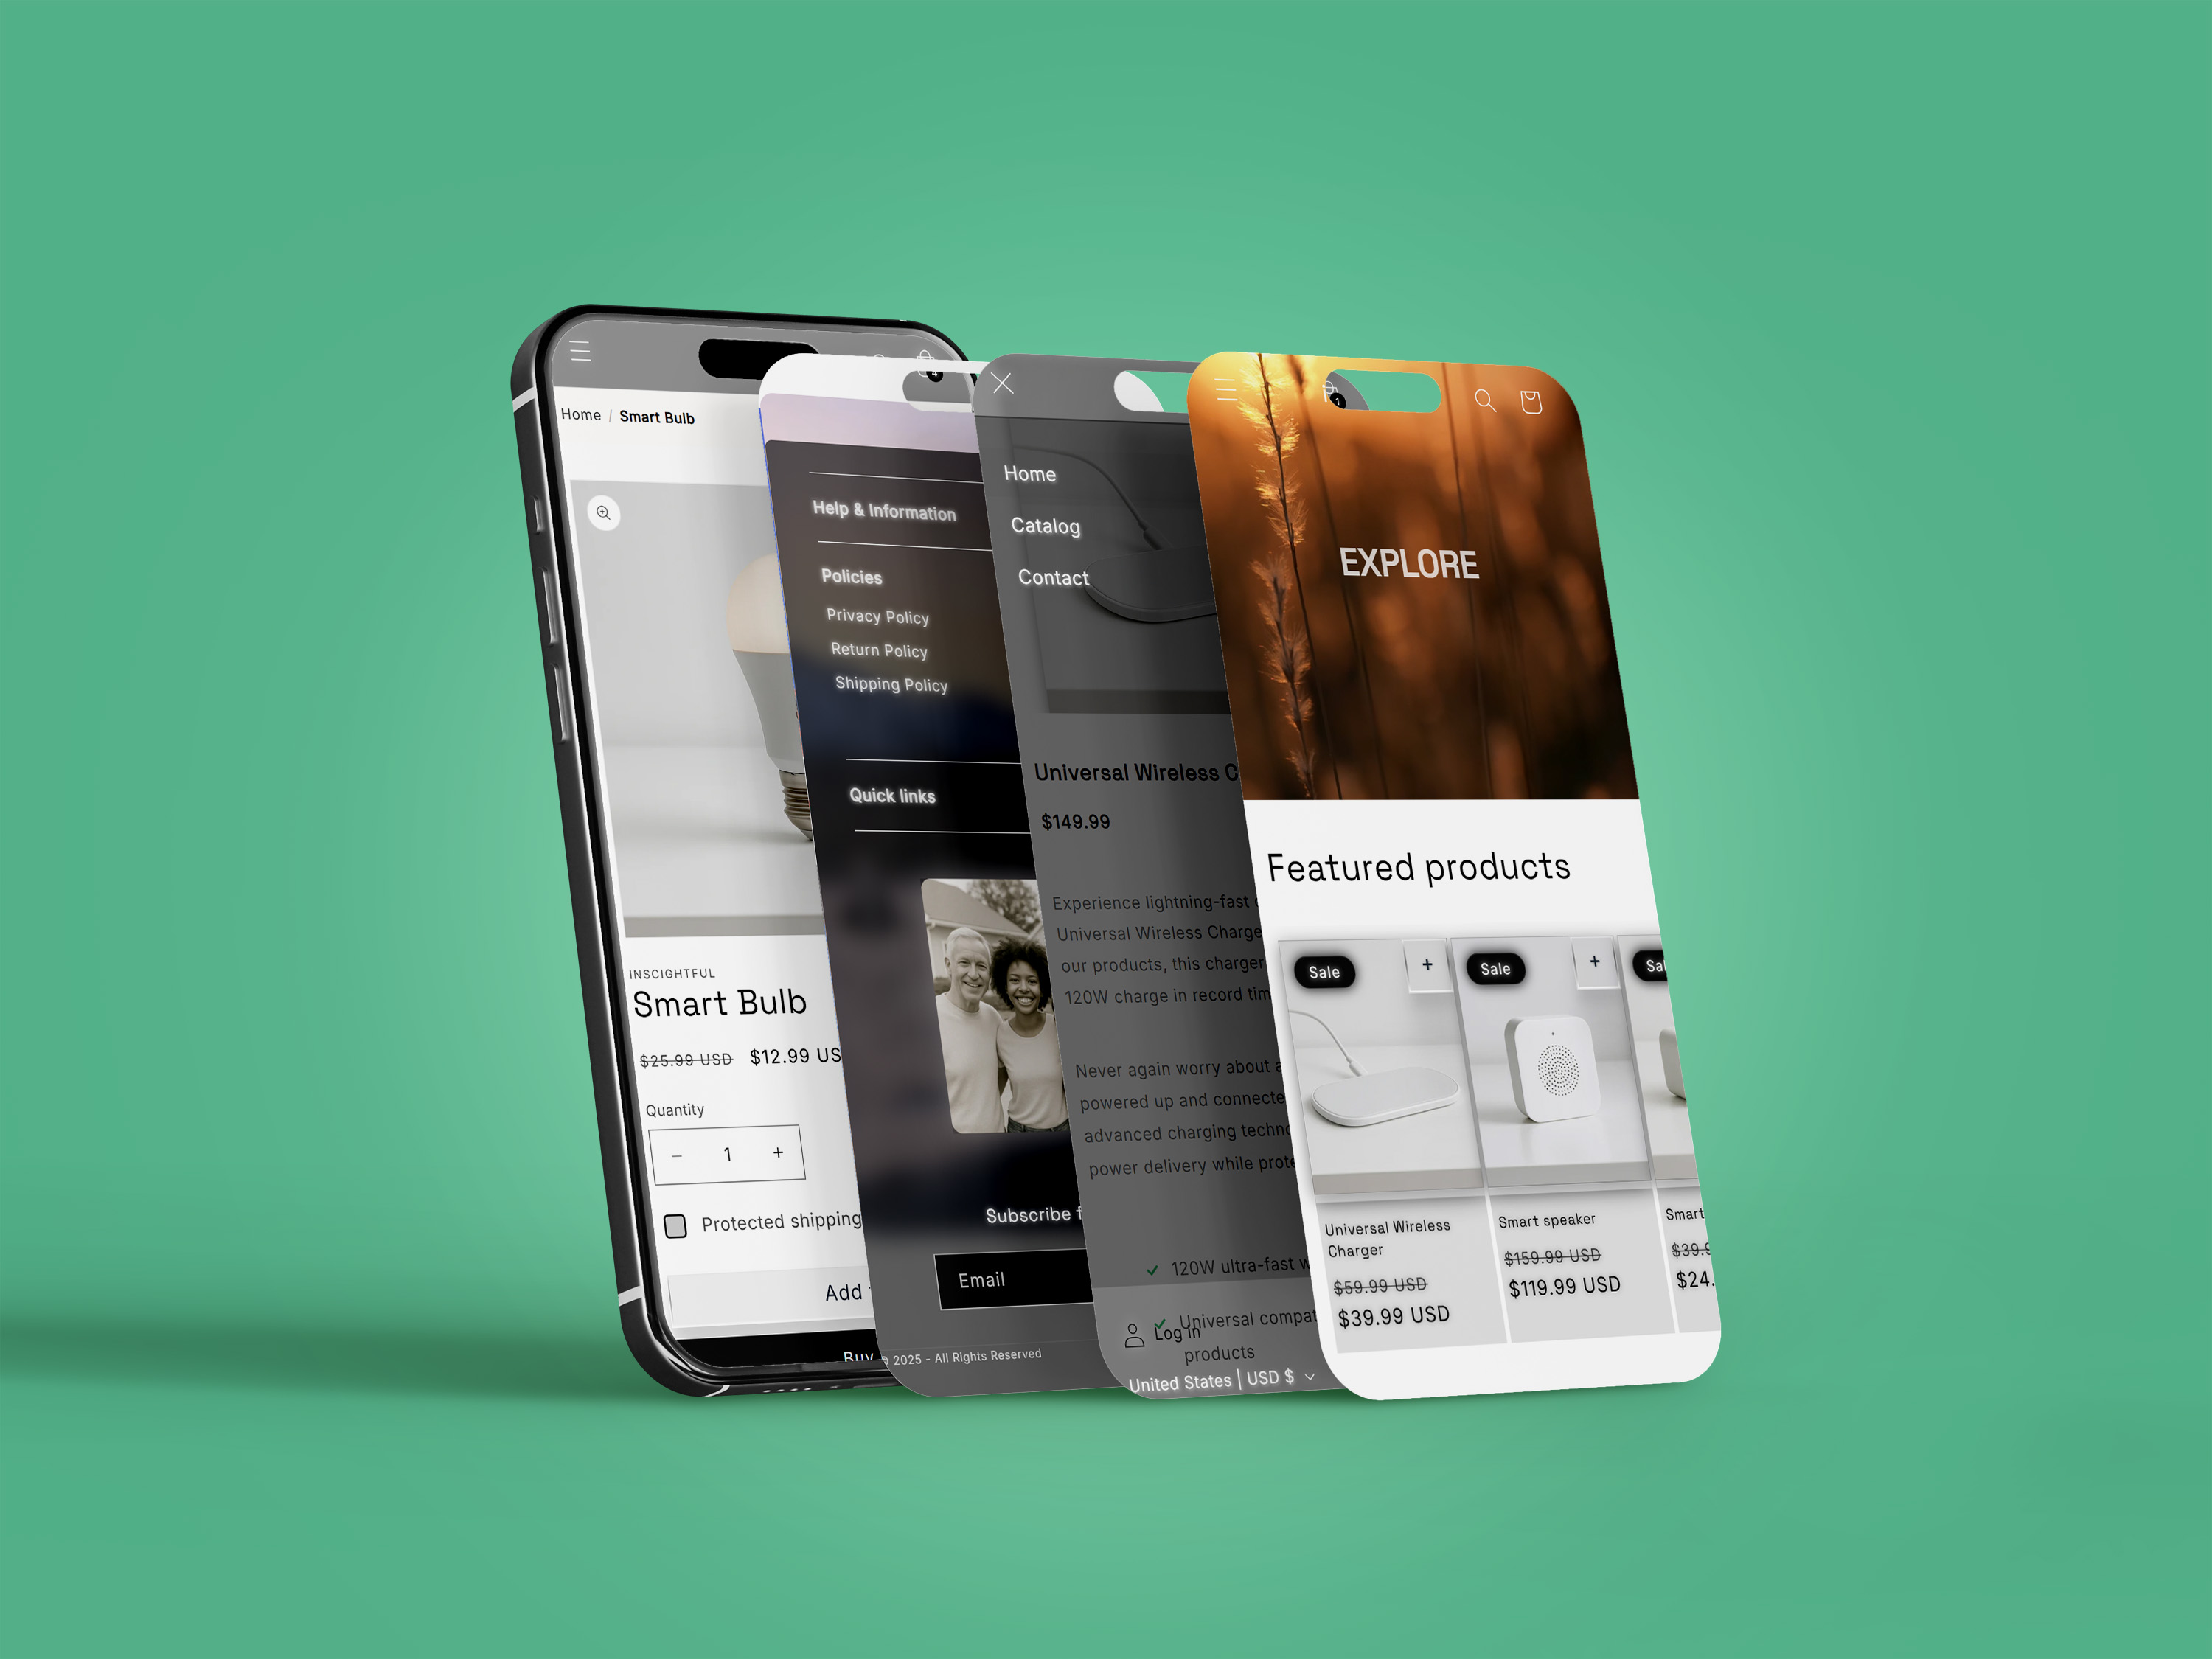 Home / Smart Bulb
INSCIGHTFUL
Smart Bulb
$25.99 USD $12.99 US
Quantity
− 1 +
Protected shipping
Add
Buy
4
Help & Information
Policies
Privacy Policy
Return Policy
Shipping Policy
Quick links
Subscribe f
Email
© 2025 - All Rights Reserved
Home
Catalog
Contact
Universal Wireless C
$149.99
Experience lightning-fast
Universal Wireless Charge
our products, this charger
120W charge in record tim
Never again worry about a
powered up and connecte
advanced charging techno
power delivery while prote
120W ultra-fast w
Universal compat
products
Log in
United States | USD $
1
EXPLORE
Featured products
Sale + Sale + Sal
Universal Wireless
Charger
$59.99 USD
$39.99 USD
Smart speaker
$159.99 USD
$119.99 USD
Smart
$39.9
$24.